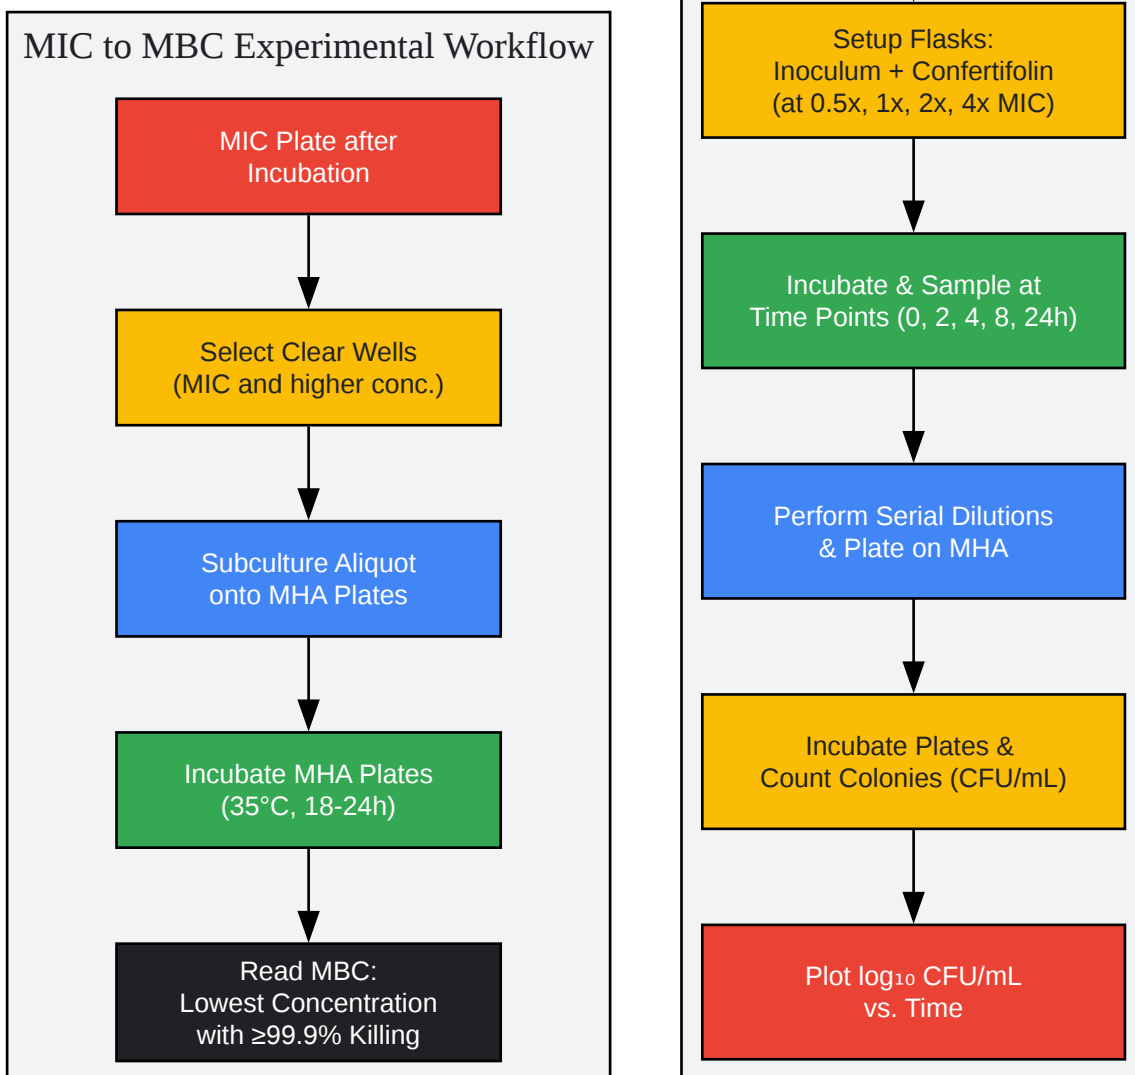 MIC to MBC Experimental Workflow
MIC Plate after
Incubation
Select Clear Wells
(MIC and higher conc.)
Subculture Aliquot
onto MHA Plates
Incubate MHA Plates
(35°C, 18-24h)
Read MBC:
Lowest Concentration
with ≥99.9% Killing
Setup Flasks:
Inoculum + Confertifolin
(at 0.5x, 1x, 2x, 4x MIC)
Incubate & Sample at
Time Points (0, 2, 4, 8, 24h)
Perform Serial Dilutions
& Plate on MHA
Incubate Plates &
Count Colonies (CFU/mL)
Plot log₁₀ CFU/mL
vs. Time